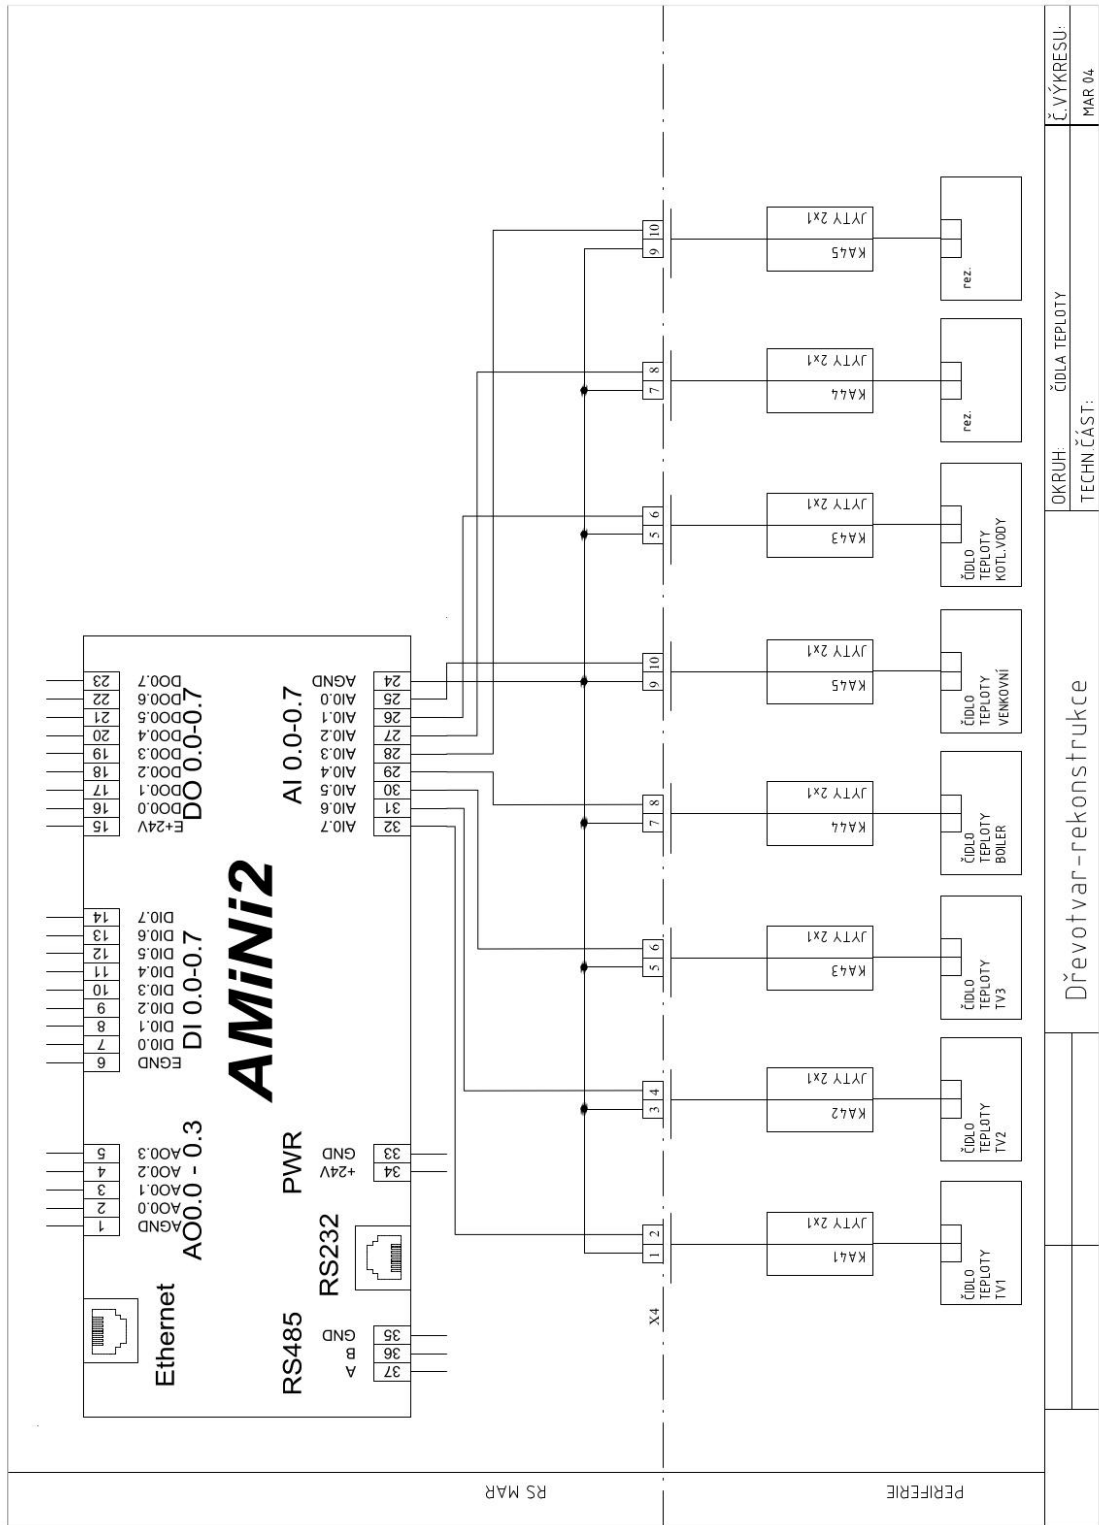 Ethernet
1
2
3
4
5
AGND
AO0.0
AO0.1
AO0.2
AO0.3
AO0.0 - 0.3
6
7
8
9
10
11
12
13
14
EGND
DI0.0
DI0.1
DI0.2
DI0.3
DI0.4
DI0.5
DI0.6
DI0.7
DI 0.0-0.7
15
16
17
18
19
20
21
22
23
E+24V
DO0.0
DO0.1
DO0.2
DO0.3
DO0.4
DO0.5
DO0.6
DO0.7
DO 0.0-0.7
AMiNi2
RS485
RS232
PWR
AI 0.0-0.7
A
B
GND
+24V
GND
AI0.7
AI0.6
AI0.5
AI0.4
AI0.3
AI0.2
AI0.1
AI0.0
AGND
37
36
35
34
33
32
31
30
29
28
27
26
25
24
RS MAR
X4
1 2
3 4
5 6
7 8
9 10
5 6
7 8
9 10
PERIFERIE
KA41
JYTY 2x1
KA42
JYTY 2x1
KA43
JYTY 2x1
KA44
JYTY 2x1
KA45
JYTY 2x1
KA43
JYTY 2x1
KA44
JYTY 2x1
KA45
JYTY 2x1
ČIDLO
TEPLOTY
TV1
ČIDLO
TEPLOTY
TV2
ČIDLO
TEPLOTY
TV3
ČIDLO
TEPLOTY
BOILER
ČIDLO
TEPLOTY
VENKOVNÍ
ČIDLO
TEPLOTY
KOTL.VODY
rez.
rez.
Dřevotvar-rekonstrukce
OKRUH: ČIDLA TEPLOTY
TECHN.ČÁST:
Č.VÝKRESU:
MAR 04